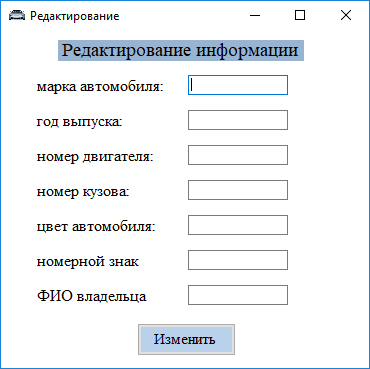 Редактирование
Редактирование информации
марка автомобиля:
год выпуска:
номер двигателя:
номер кузова:
цвет автомобиля:
номерной знак
ФИО владельца
Изменить